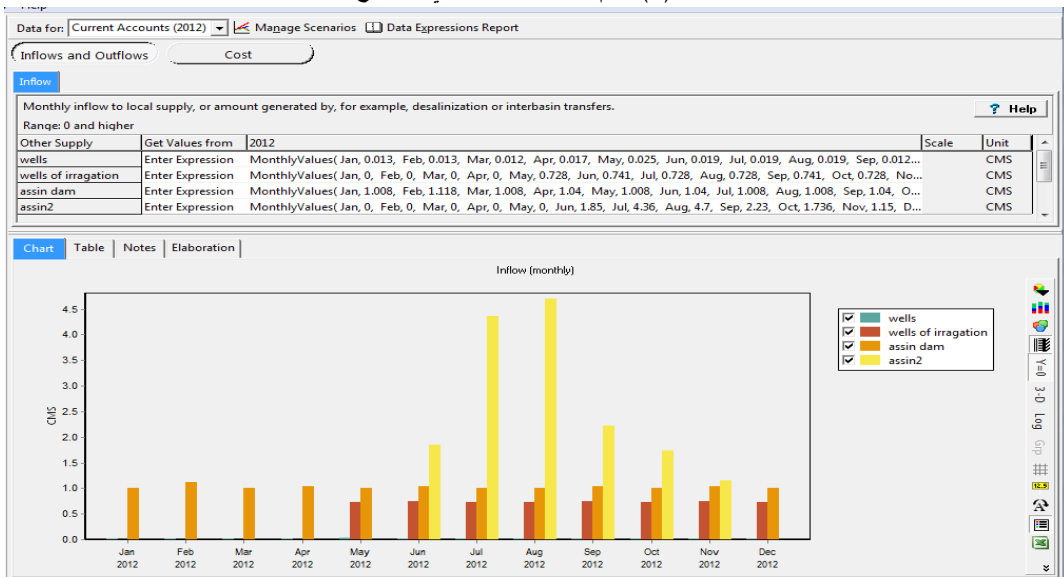 Help
Data for: Current Accounts (2012) Manage Scenarios Data Expressions Report
Inflows and Outflows Cost
Inflow
Monthly inflow to local supply, or amount generated by, for example, desalinization or interbasin transfers. ? Help
Range: 0 and higher
Other Supply Get Values from 2012 Scale Unit
wells Enter Expression MonthlyValues( Jan, 0.013, Feb, 0.013, Mar, 0.012, Apr, 0.017, May, 0.025, Jun, 0.019, Jul, 0.019, Aug, 0.019, Sep, 0.012... CMS
wells of irragation Enter Expression MonthlyValues( Jan, 0, Feb, 0, Mar, 0, Apr, 0, May, 0.728, Jun, 0.741, Jul, 0.728, Aug, 0.728, Sep, 0.741, Oct, 0.728, No... CMS
assin dam Enter Expression MonthlyValues( Jan, 1.008, Feb, 1.118, Mar, 1.008, Apr, 1.04, May, 1.008, Jun, 1.04, Jul, 1.008, Aug, 1.008, Sep, 1.04, O... CMS
assin2 Enter Expression MonthlyValues( Jan, 0, Feb, 0, Mar, 0, Apr, 0, May, 0, Jun, 1.85, Jul, 4.36, Aug, 4.7, Sep, 2.23, Oct, 1.736, Nov, 1.15, D... CMS
Chart Table Notes Elaboration
Inflow (monthly)
4.5
4.0
3.5
3.0
2.5
2.0
1.5
1.0
0.5
0.0
CMS
Jan Feb Mar Apr May Jun Jul Aug Sep Oct Nov Dec
2012 2012 2012 2012 2012 2012 2012 2012 2012 2012 2012 2012
wells
wells of irragation
assin dam
assin2
Y=0
3-D
Log
Grp
12.5